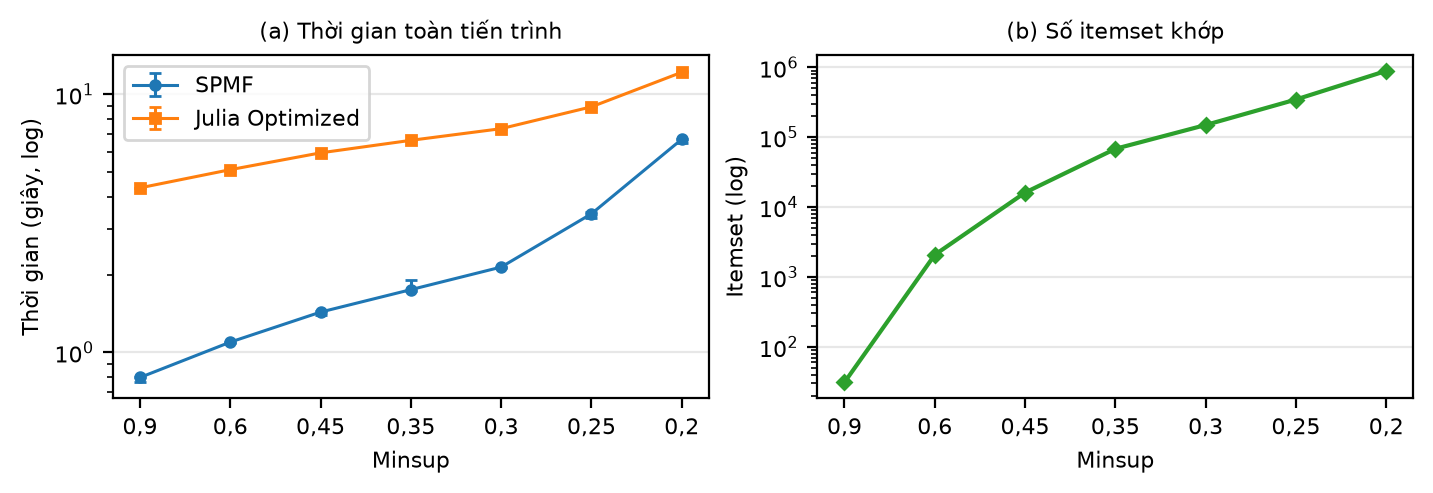 (a) Thời gian toàn tiến trình
Thời gian (giây, log)
10¹
10⁰
SPMF
Julia Optimized
0,9 0,6 0,45 0,35 0,3 0,25 0,2
Minsup
(b) Số itemset khớp
Itemset (log)
10⁶
10⁵
10⁴
10³
10²
0,9 0,6 0,45 0,35 0,3 0,25 0,2
Minsup